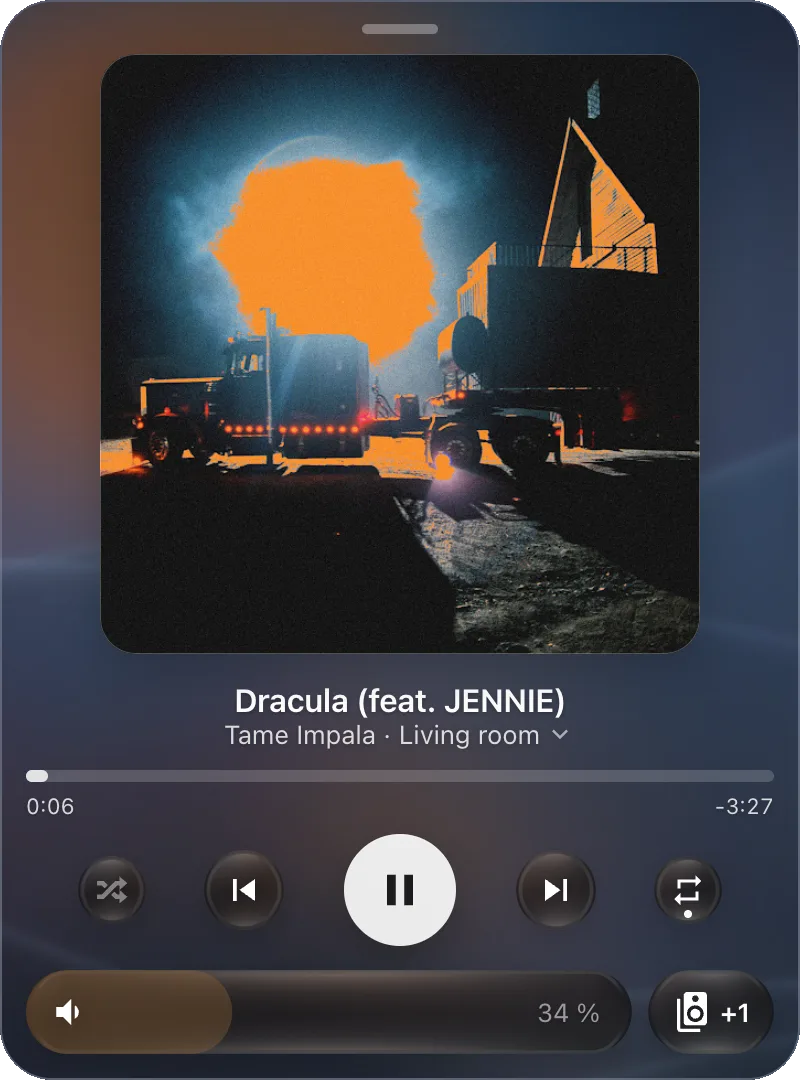 Dracula (feat. JENNIE)
Tame Impala · Living room
0:06
-3:27
34 %
+1